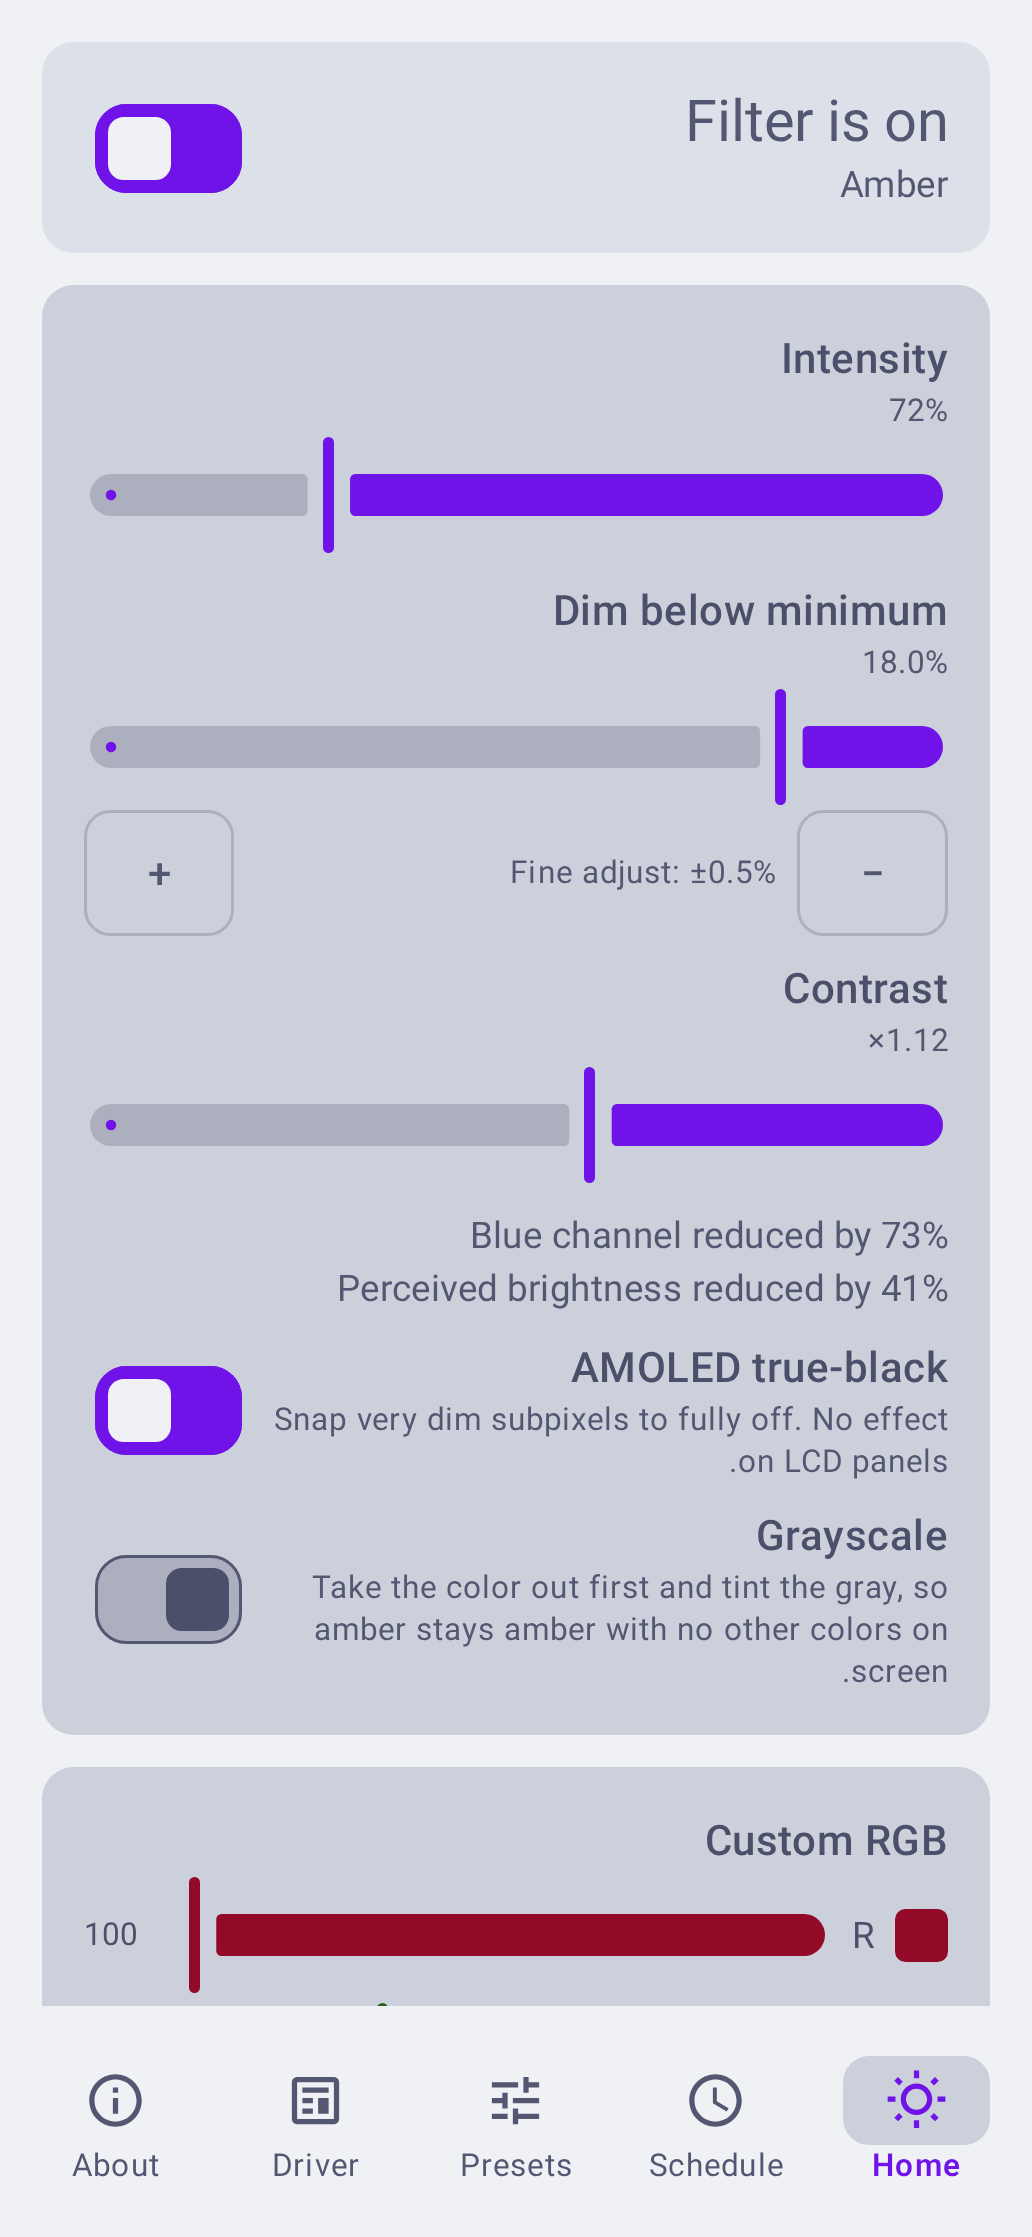 Filter is on
Amber
Intensity
72%
Dim below minimum
18.0%
−
Fine adjust: ±0.5%
+
Contrast
×1.12
Blue channel reduced by 73%
Perceived brightness reduced by 41%
AMOLED true-black
Snap very dim subpixels to fully off. No effect
.on LCD panels
Grayscale
Take the color out first and tint the gray, so
amber stays amber with no other colors on
.screen
Custom RGB
R
100
Home
Schedule
Presets
Driver
About